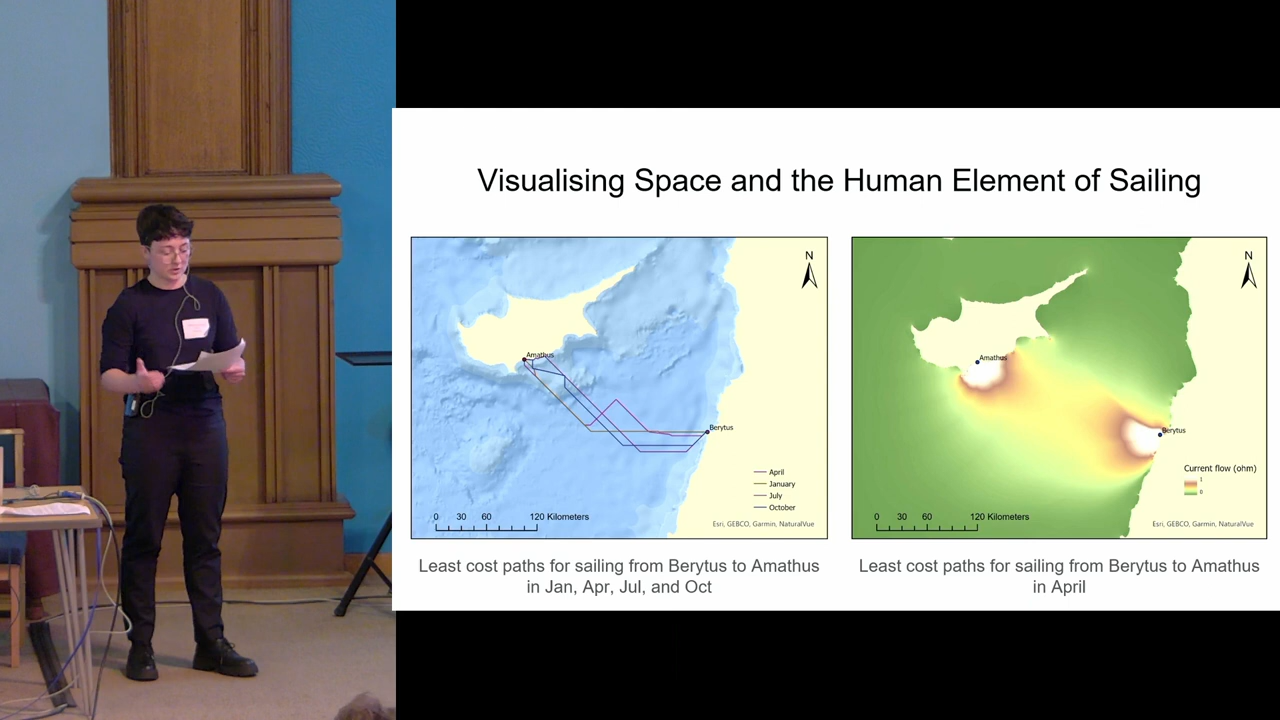 Visualising Space and the Human Element of Sailing
N
Amathus
Berytus
April
January
July
October
0 30 60 120 Kilometers
Esri, GEBCO, Garmin, NaturalVue
Least cost paths for sailing from Berytus to Amathus
in Jan, Apr, Jul, and Oct
N
Amathus
Berytus
Current flow (ohm)
1
0
0 30 60 120 Kilometers
Esri, GEBCO, Garmin, NaturalVue
Least cost paths for sailing from Berytus to Amathus
in April